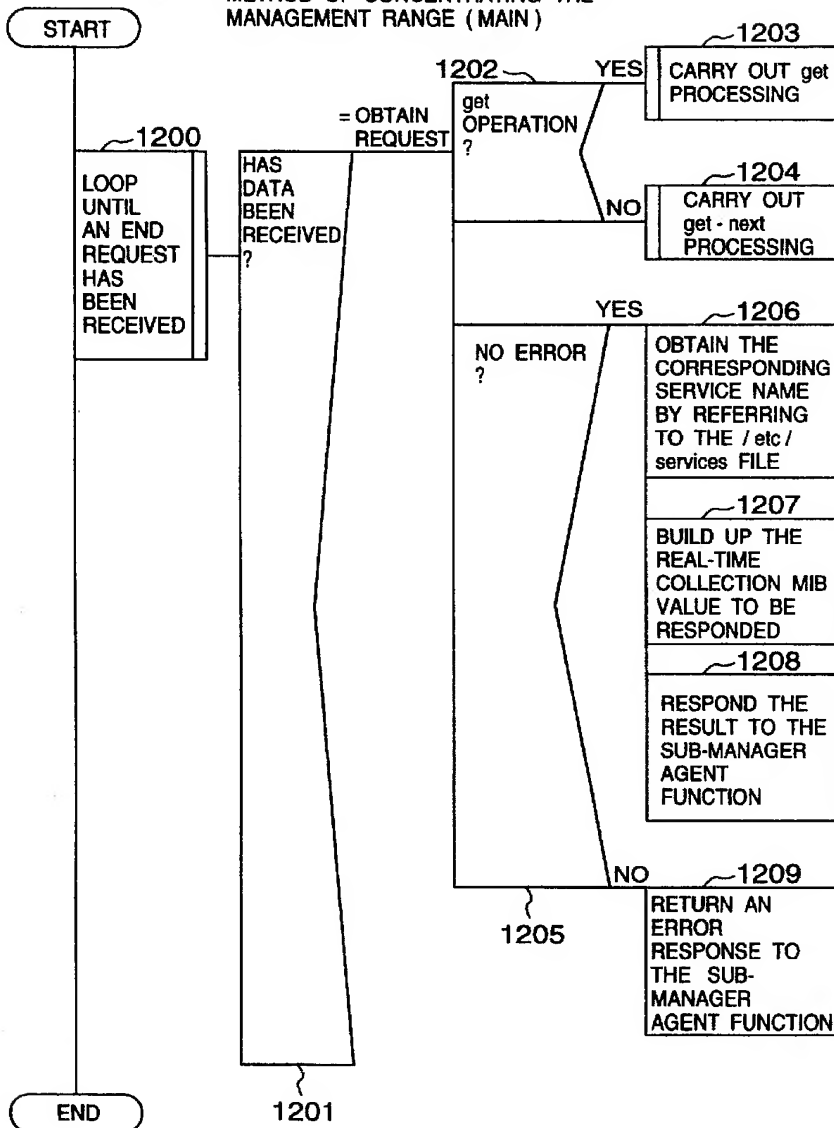 METHOD OF CONCENTRATING THE
MANAGEMENT RANGE ( MAIN )
START
1200
LOOP
UNTIL
AN END
REQUEST
HAS
BEEN
RECEIVED
HAS
DATA
BEEN
RECEIVED
?
1201
= OBTAIN
REQUEST
1202
get
OPERATION
?
YES
1203
CARRY OUT get
PROCESSING
NO
1204
CARRY OUT
get - next
PROCESSING
NO ERROR
?
1205
YES
1206
OBTAIN THE
CORRESPONDING
SERVICE NAME
BY REFERRING
TO THE / etc /
services FILE
1207
BUILD UP THE
REAL-TIME
COLLECTION MIB
VALUE TO BE
RESPONDED
1208
RESPOND THE
RESULT TO THE
SUB-MANAGER
AGENT
FUNCTION
NO
1209
RETURN AN
ERROR
RESPONSE TO
THE SUB-
MANAGER
AGENT FUNCTION
END